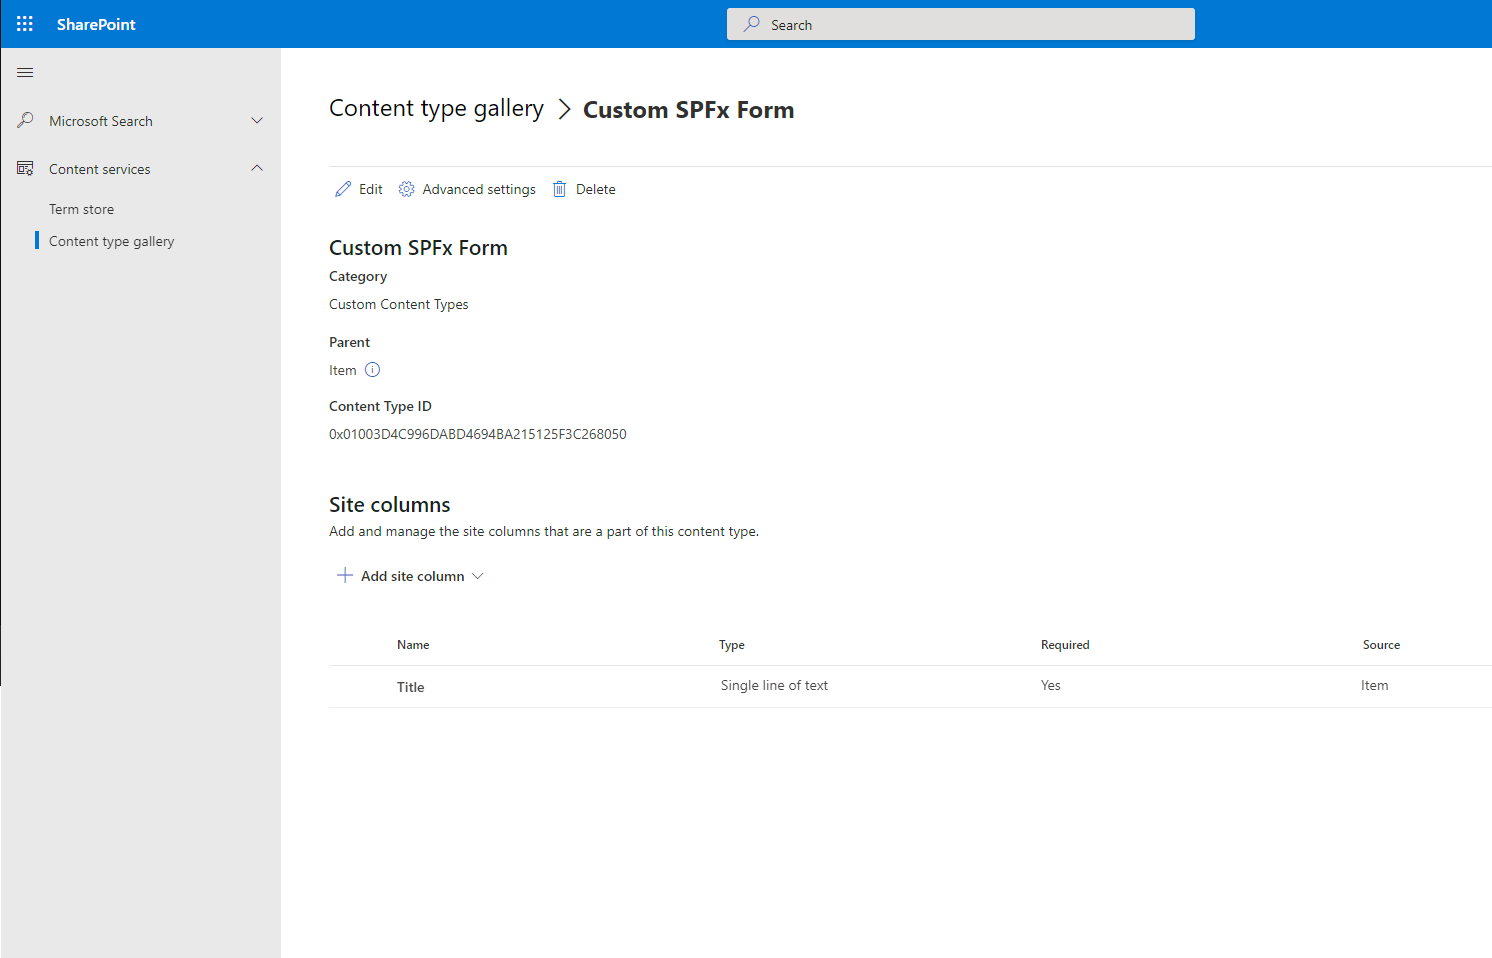 SharePoint
Search
Microsoft Search
Content services
Term store
Content type gallery
Content type gallery > Custom SPFx Form
Edit Advanced settings Delete
Custom SPFx Form
Category
Custom Content Types
Parent
Item
Content Type ID
0x01003D4C996DABD4694BA215125F3C268050
Site columns
Add and manage the site columns that are a part of this content type.
Add site column
Name Type Required Source
Title Single line of text Yes Item